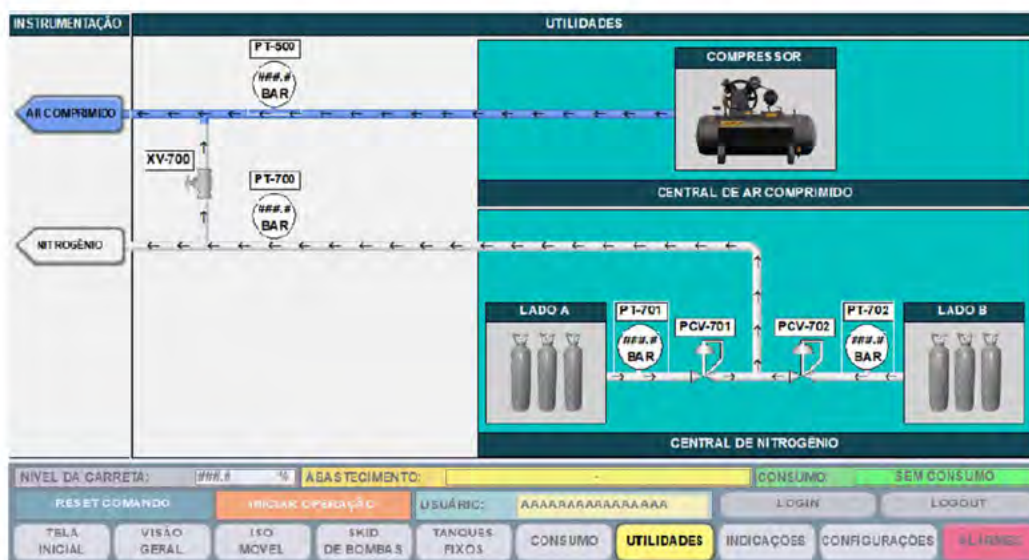 INSTRUMENTAÇÃO
UTILIDADES
PT-500
###.#
BAR
COMPRESSOR
AR COMPRIMIDO
XV-700
PT-700
###.#
BAR
CENTRAL DE AR COMPRIMIDO
NITROGÊNIO
LADO A
PT-701
PCV-701
PCV-702
PT-702
LADO B
###.#
BAR
###.#
BAR
CENTRAL DE NITROGÊNIO
NÍVEL DA CARRETA:
###.# %
ABASTECIMENTO:
-
CONSUMO:
SEM CONSUMO
RESET COMANDO
INICIAR OPERAÇÃO
USUÁRIO:
AAAAAAAAAAAAAAAA
LOGIN
LOGOUT
TELA
INICIAL
VISÃO
GERAL
ISO
MOVEL
SKID
DE BOMBAS
TANQUES
FIXOS
CONSUMO
UTILIDADES
INDICAÇÕES
CONFIGURAÇÕES
ALARMES